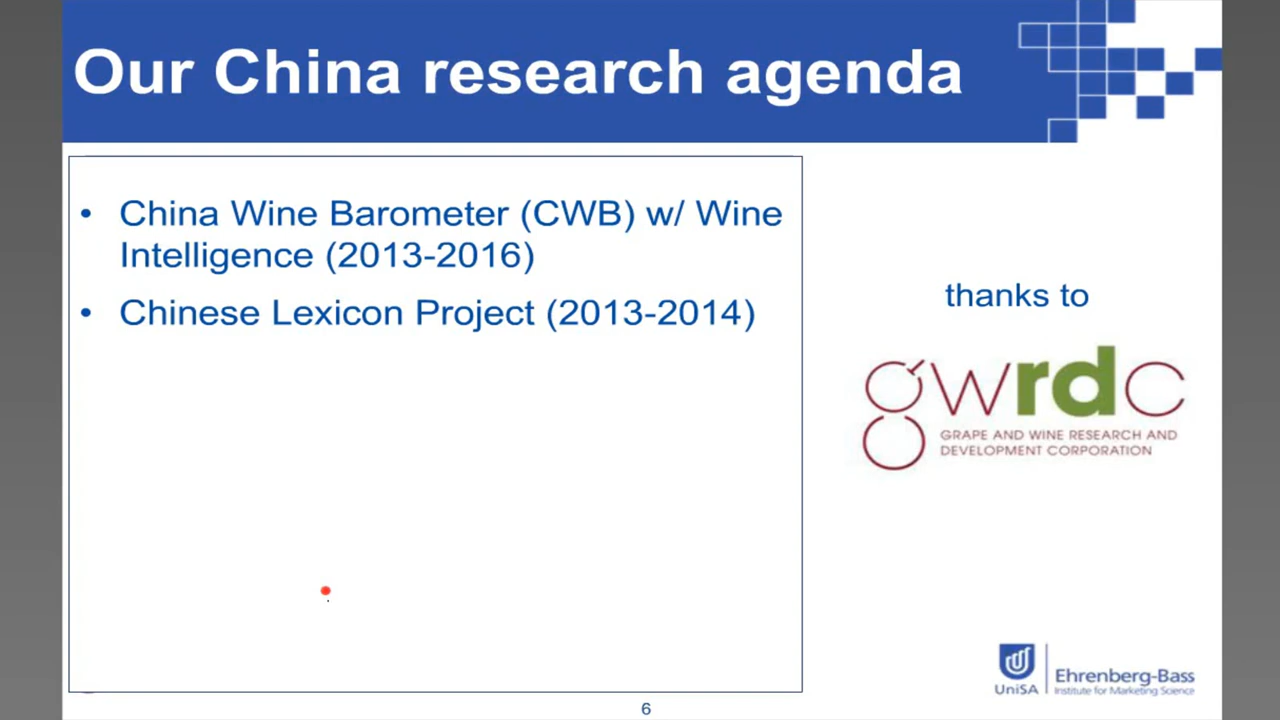 Our China research agenda
• China Wine Barometer (CWB) w/ Wine
Intelligence (2013-2016)
• Chinese Lexicon Project (2013-2014)
thanks to
gwrdc
GRAPE AND WINE RESEARCH AND
DEVELOPMENT CORPORATION
UniSA
Ehrenberg-Bass
Institute for Marketing Science
6